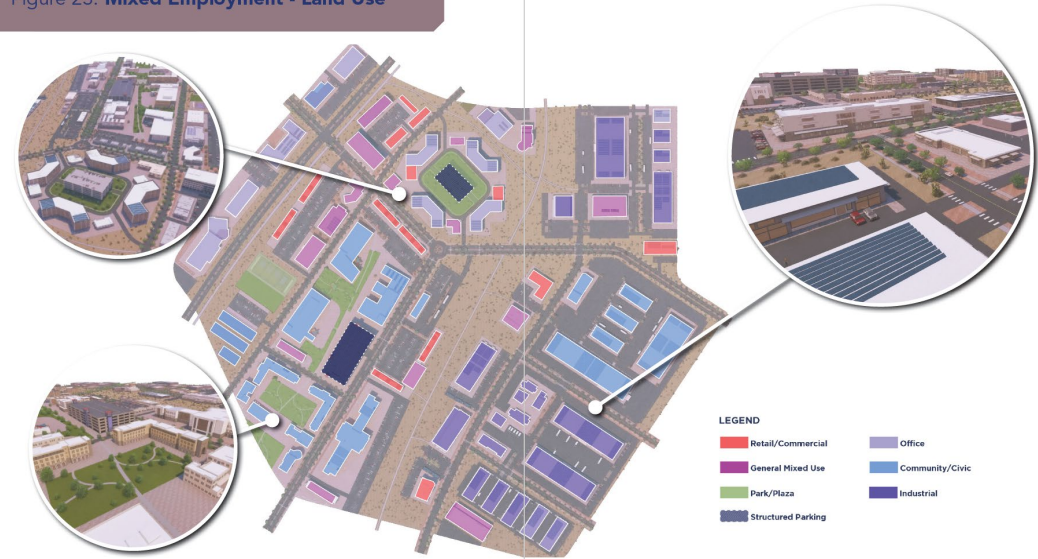 Figure 25. Mixed Employment - Land Use
LEGEND
Retail/Commercial
General Mixed Use
Park/Plaza
Structured Parking
Office
Community/Civic
Industrial